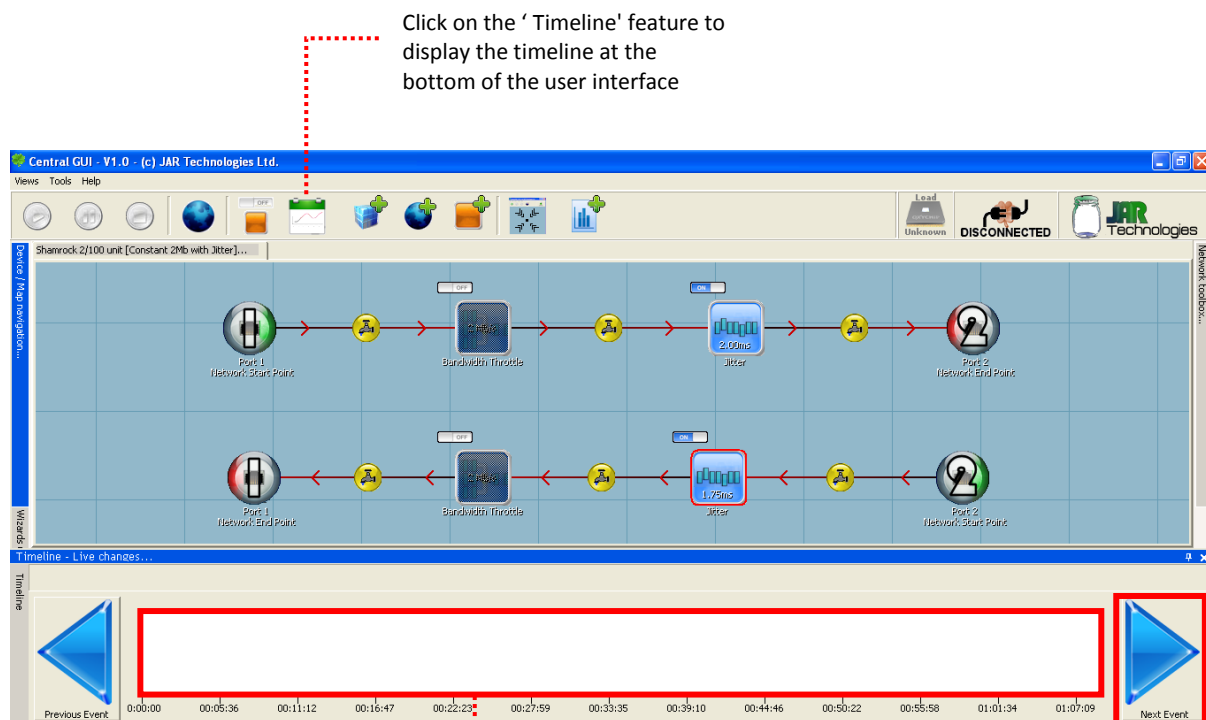 Click on the ‘ Timeline' feature to
display the timeline at the
bottom of the user interface
Central GUI - V1.0 - (c) JAR Technologies Ltd.
Views Tools Help
OFF
Load
Unknown
DISCONNECTED
JAR
Technologies
Device / Map navigation...
Shamrock 2/100 unit [Constant 2Mb with Jitter]...
Network toolbox...
OFF
ON
2.00ms
Port 1
Network Start Point
Bandwidth Throttle
Jitter
Port 2
Network End Point
OFF
ON
1.75ms
Port 1
Network End Point
Bandwidth Throttle
Jitter
Port 2
Network Start Point
Wizards
Timeline - Live changes...
Timeline
Previous Event
0:00:00 00:05:36 00:11:12 00:16:47 00:22:23 00:27:59 00:33:35 00:39:10 00:44:46 00:50:22 00:55:58 01:01:34 01:07:09
Next Event